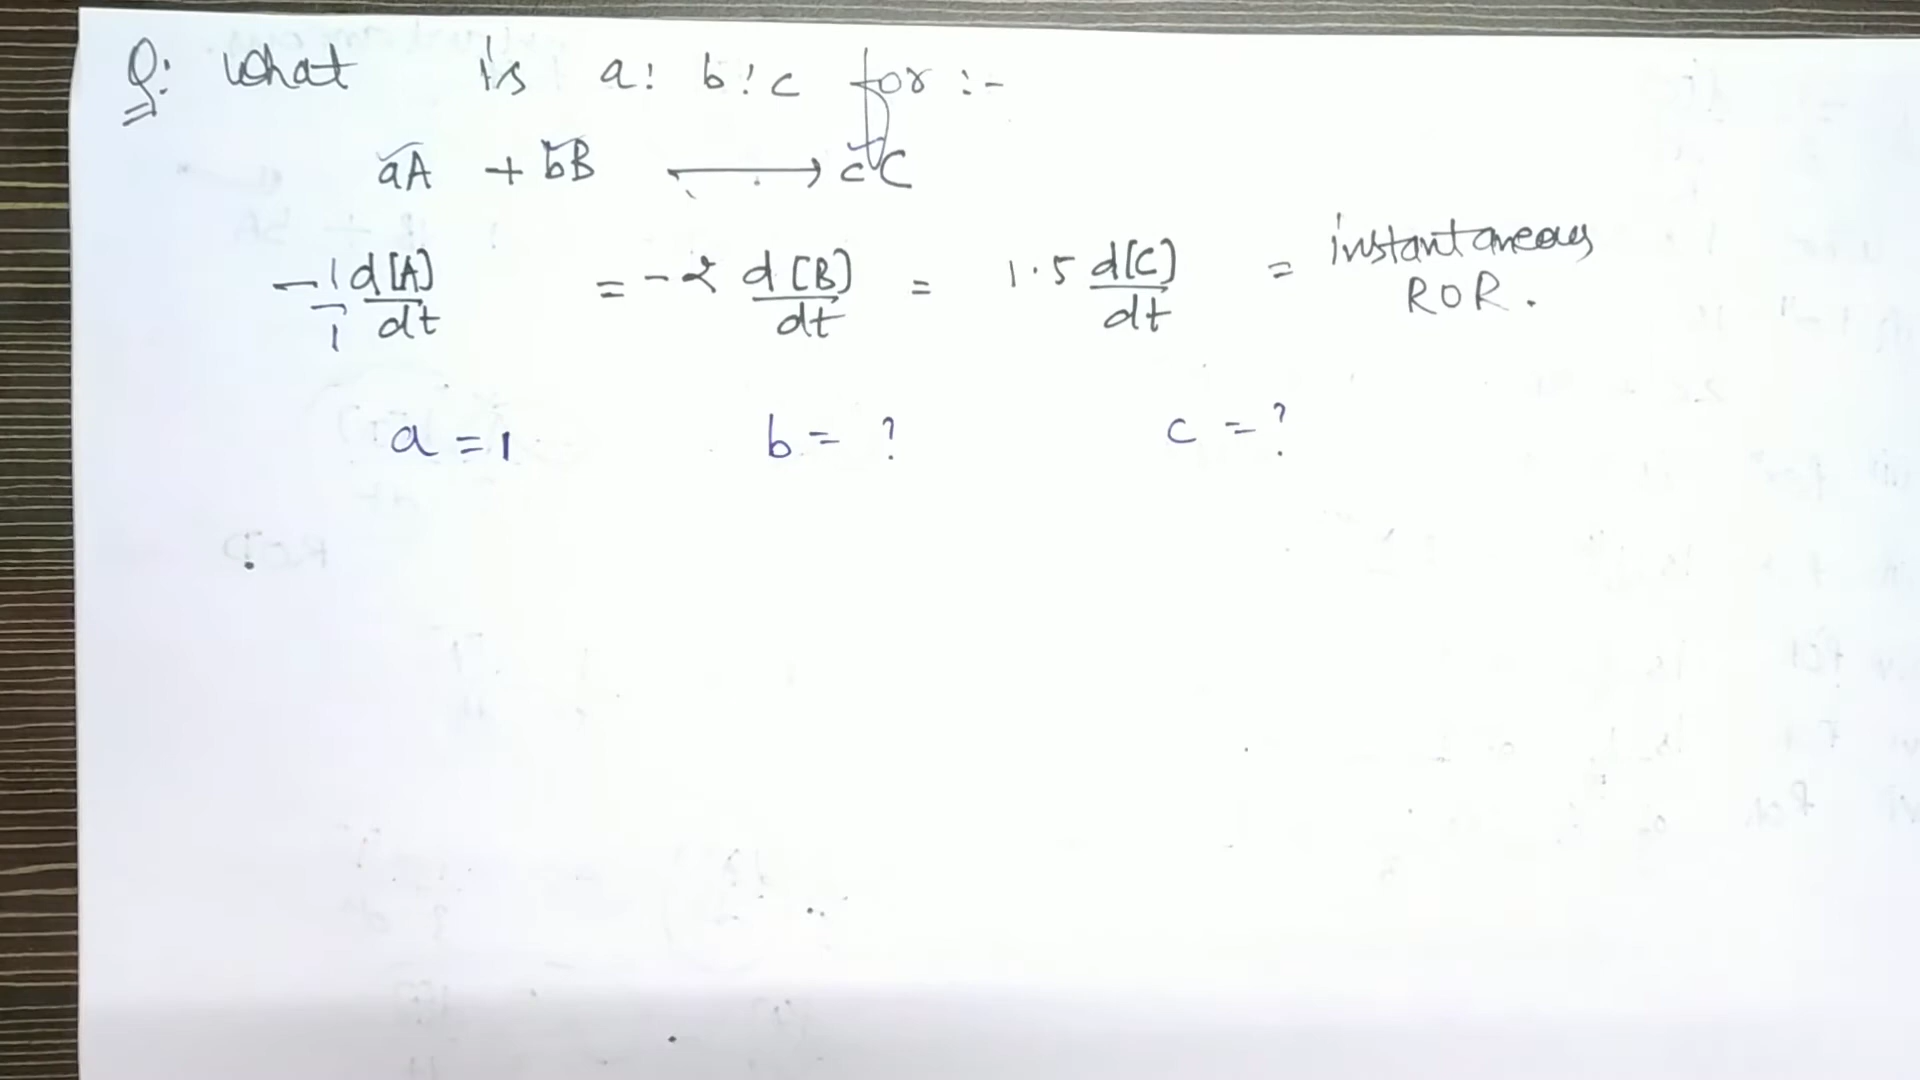 Q: What is a: b: c for :-
aA + bB ⟶ cC
-1/1 d[A]/dt = -2 d[B]/dt = 1.5 d[C]/dt = instantaneous ROR.
a = 1 b = ? c = ?